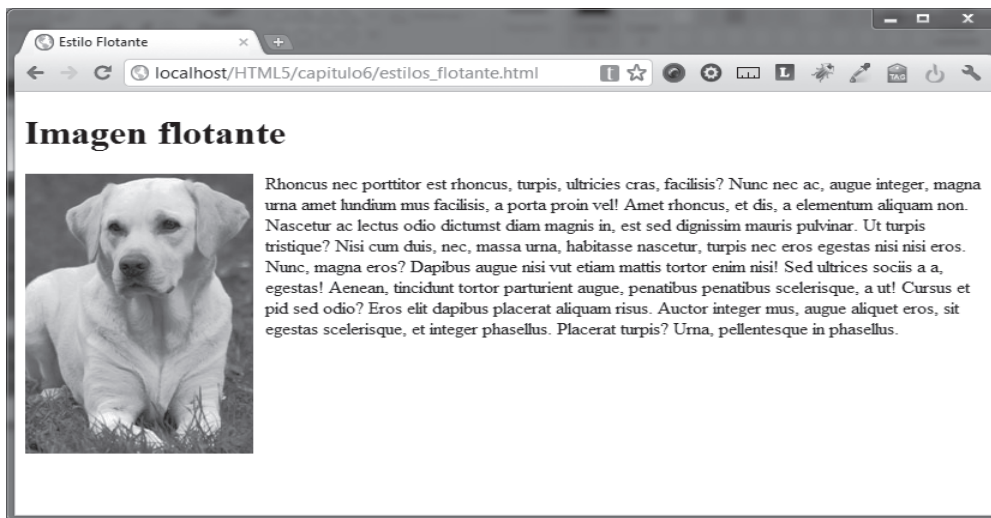 Estilo Flotante
localhost/HTML5/capitulo6/estilos_flotante.html
L
TAG
Imagen flotante
Rhoncus nec porttitor est rhoncus, turpis, ultricies cras, facilisis? Nunc nec ac, augue integer, magna
urna amet lundium mus facilisis, a porta proin vel! Amet rhoncus, et dis, a elementum aliquam non.
Nascetur ac lectus odio dictumst diam magnis in, est sed dignissim mauris pulvinar. Ut turpis
tristique? Nisi cum duis, nec, massa urna, habitasse nascetur, turpis nec eros egestas nisi nisi eros.
Nunc, magna eros? Dapibus augue nisi vut etiam mattis tortor enim nisi! Sed ultrices sociis a a,
egestas! Aenean, tincidunt tortor parturient augue, penatibus penatibus scelerisque, a ut! Cursus et
pid sed odio? Eros elit dapibus placerat aliquam risus. Auctor integer mus, augue aliquet eros, sit
egestas scelerisque, et integer phasellus. Placerat turpis? Urna, pellentesque in phasellus.